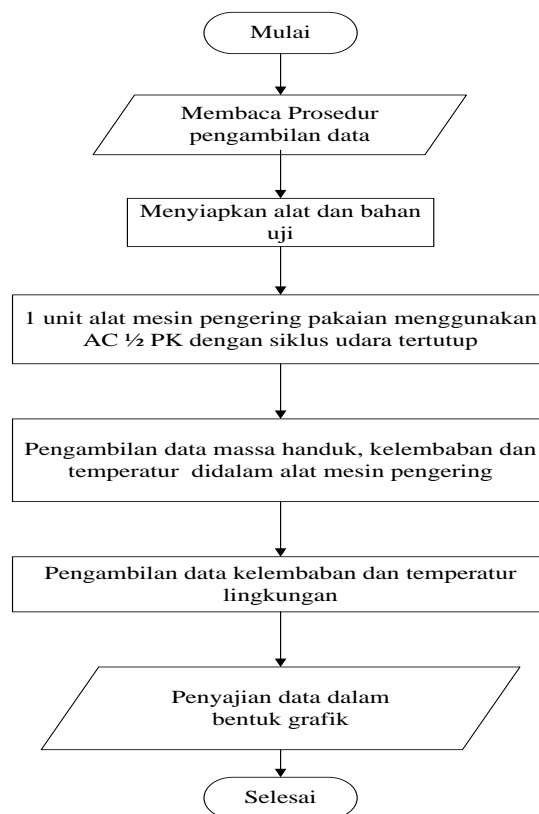 Mulai
Membaca Prosedur
pengambilan data
Menyiapkan alat dan bahan
uji
1 unit alat mesin pengering pakaian menggunakan
AC ½ PK dengan siklus udara tertutup
Pengambilan data massa handuk, kelembaban dan
temperatur didalam alat mesin pengering
Pengambilan data kelembaban dan temperatur
lingkungan
Penyajian data dalam
bentuk grafik
Selesai